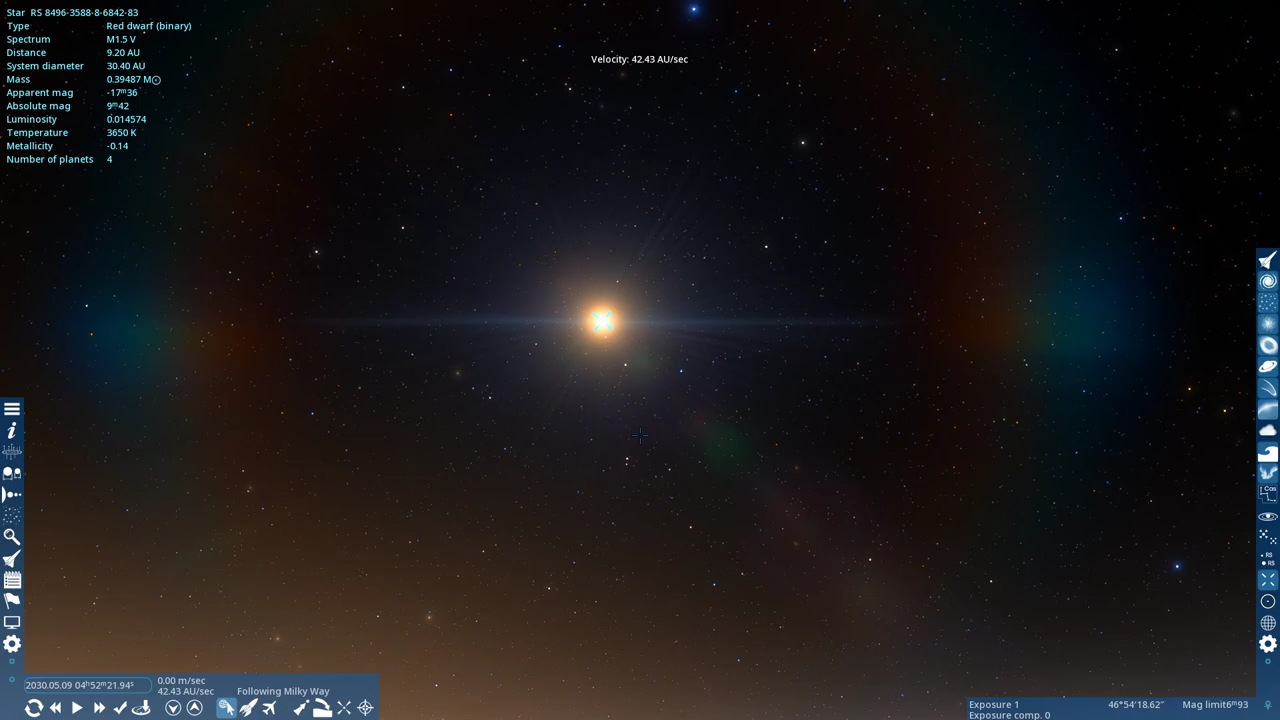 Star RS 8496-3588-8-6842-83
Type Red dwarf (binary)
Spectrum M1.5 V
Distance 9.20 AU
System diameter 30.40 AU
Mass 0.39487 M☉
Apparent mag -17ᵐ36
Absolute mag 9ᵐ42
Luminosity 0.014574
Temperature 3650 K
Metallicity -0.14
Number of planets 4
Velocity: 42.43 AU/sec
Can
RS
RS
2030.05.09 04ʰ52ᵐ21.94ˢ
0.00 m/sec
42.43 AU/sec
Following Milky Way
Exposure 1
Exposure comp. 0
46°54'18.62"
Mag limit6ᵐ93